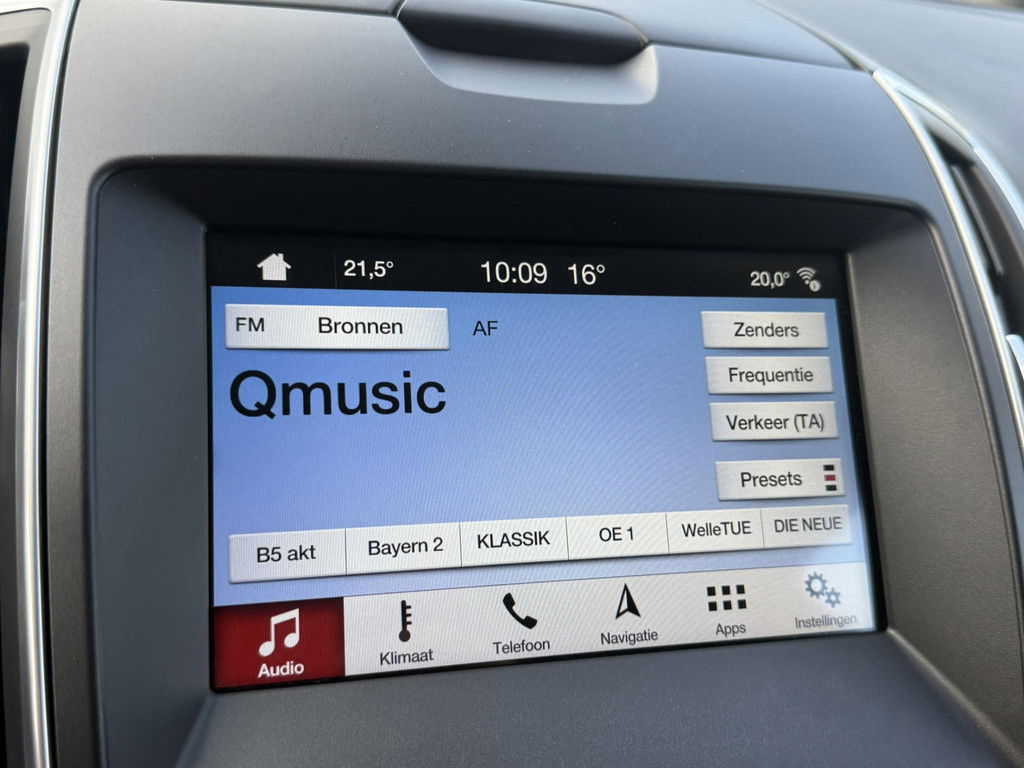 21,5° 10:09 16° 20,0°
FM Bronnen AF Zenders
Qmusic
Frequentie
Verkeer (TA)
Presets
B5 akt Bayern 2 KLASSIK OE 1 WelleTUE DIE NEUE
Audio Klimaat Telefoon Navigatie Apps Instellingen